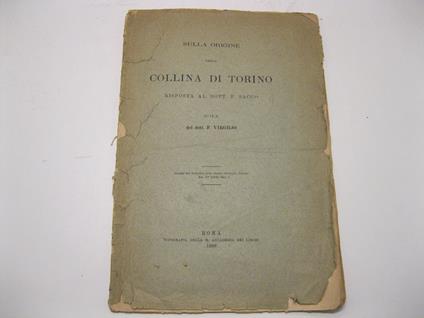 SULLA ORIGINE
DELLA
COLLINA DI TORINO
RISPOSTA AL DOTT. F. SACCO
NOTA
del dott. F. VIRGILIO
ROMA
TIPOGRAFIA DELLA R. ACCADEMIA DEI LINCEI